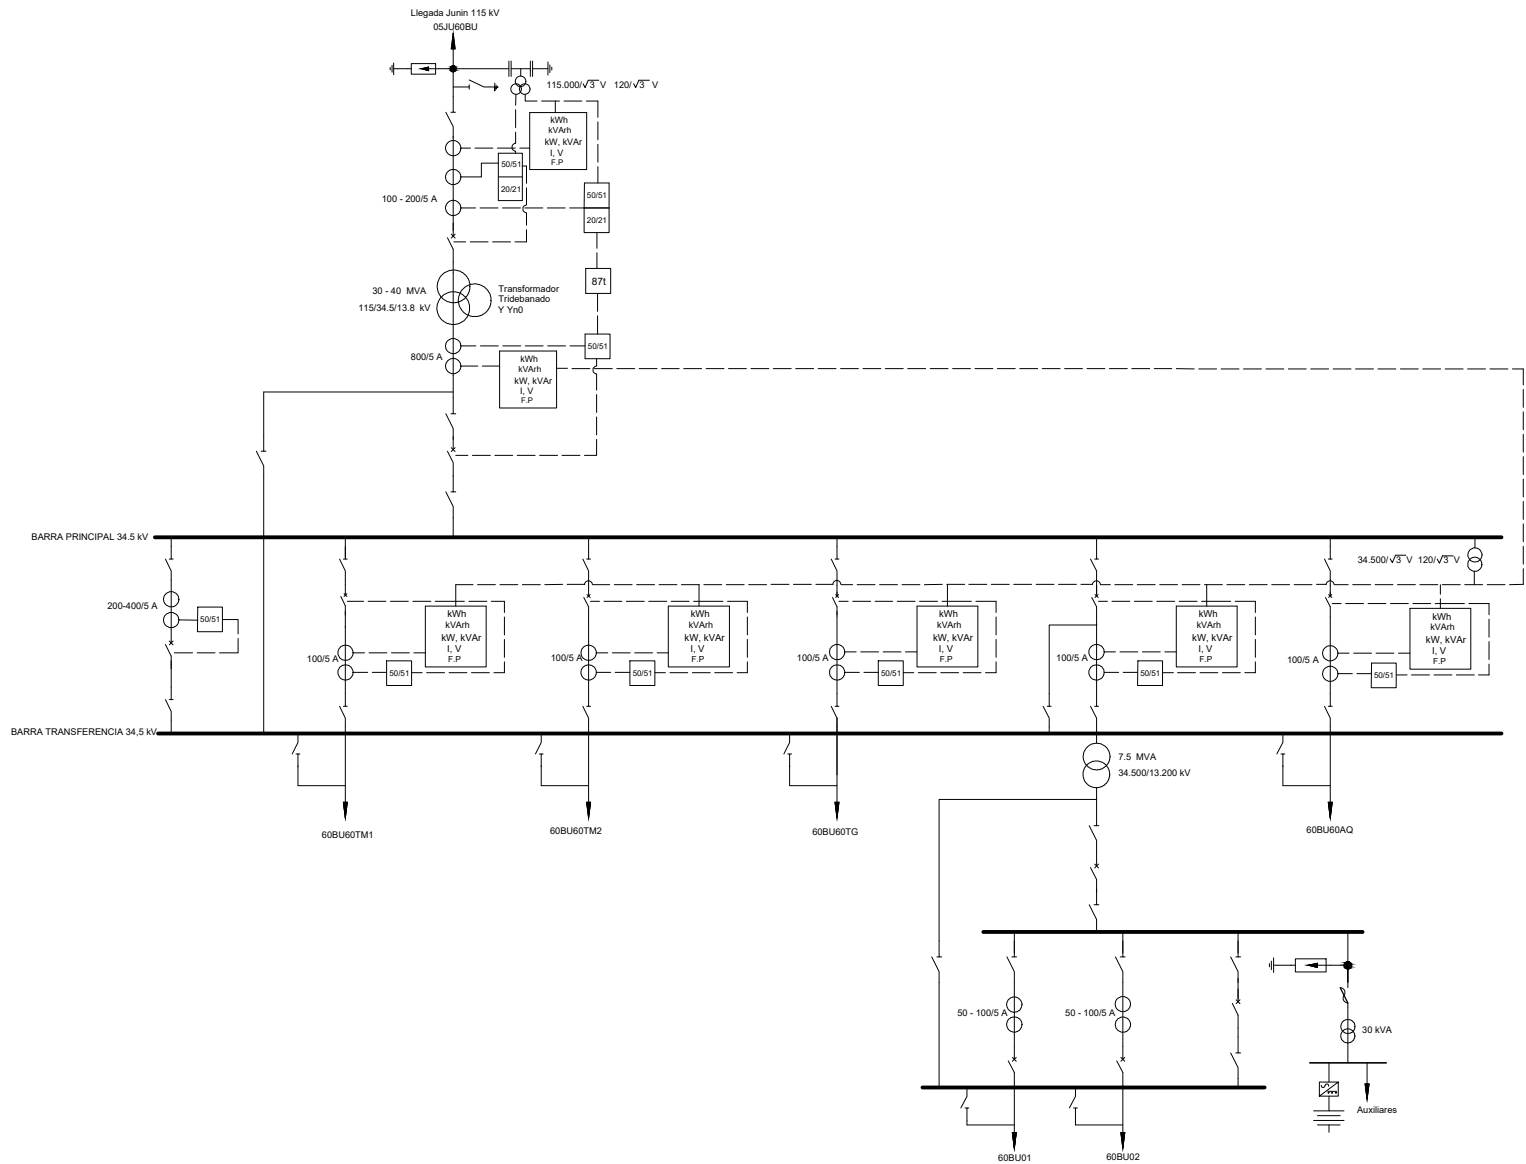 Llegada Junin 115 kV
05JU60BU
115.000/√3 V 120/√3 V
kWh
kVArh
kW, kVAr
I, V
F.P
50/51
20/21
50/51
20/21
100 - 200/5 A
87t
30 - 40 MVA
115/34.5/13.8 kV
Transformador
Tridebanado
Y Yn0
50/51
800/5 A
kWh
kVArh
kW, kVAr
I, V
F.P
BARRA PRINCIPAL 34.5 kV
34.500/√3 V 120/√3 V
200-400/5 A
50/51
kWh
kVArh
kW, kVAr
I, V
F.P
100/5 A
50/51
kWh
kVArh
kW, kVAr
I, V
F.P
100/5 A
50/51
kWh
kVArh
kW, kVAr
I, V
F.P
100/5 A
50/51
kWh
kVArh
kW, kVAr
I, V
F.P
100/5 A
50/51
kWh
kVArh
kW, kVAr
I, V
F.P
100/5 A
50/51
BARRA TRANSFERENCIA 34,5 kV
7.5 MVA
34.500/13.200 kV
60BU60TM1
60BU60TM2
60BU60TG
60BU60AQ
50 - 100/5 A
50 - 100/5 A
30 kVA
Auxiliares
60BU01
60BU02